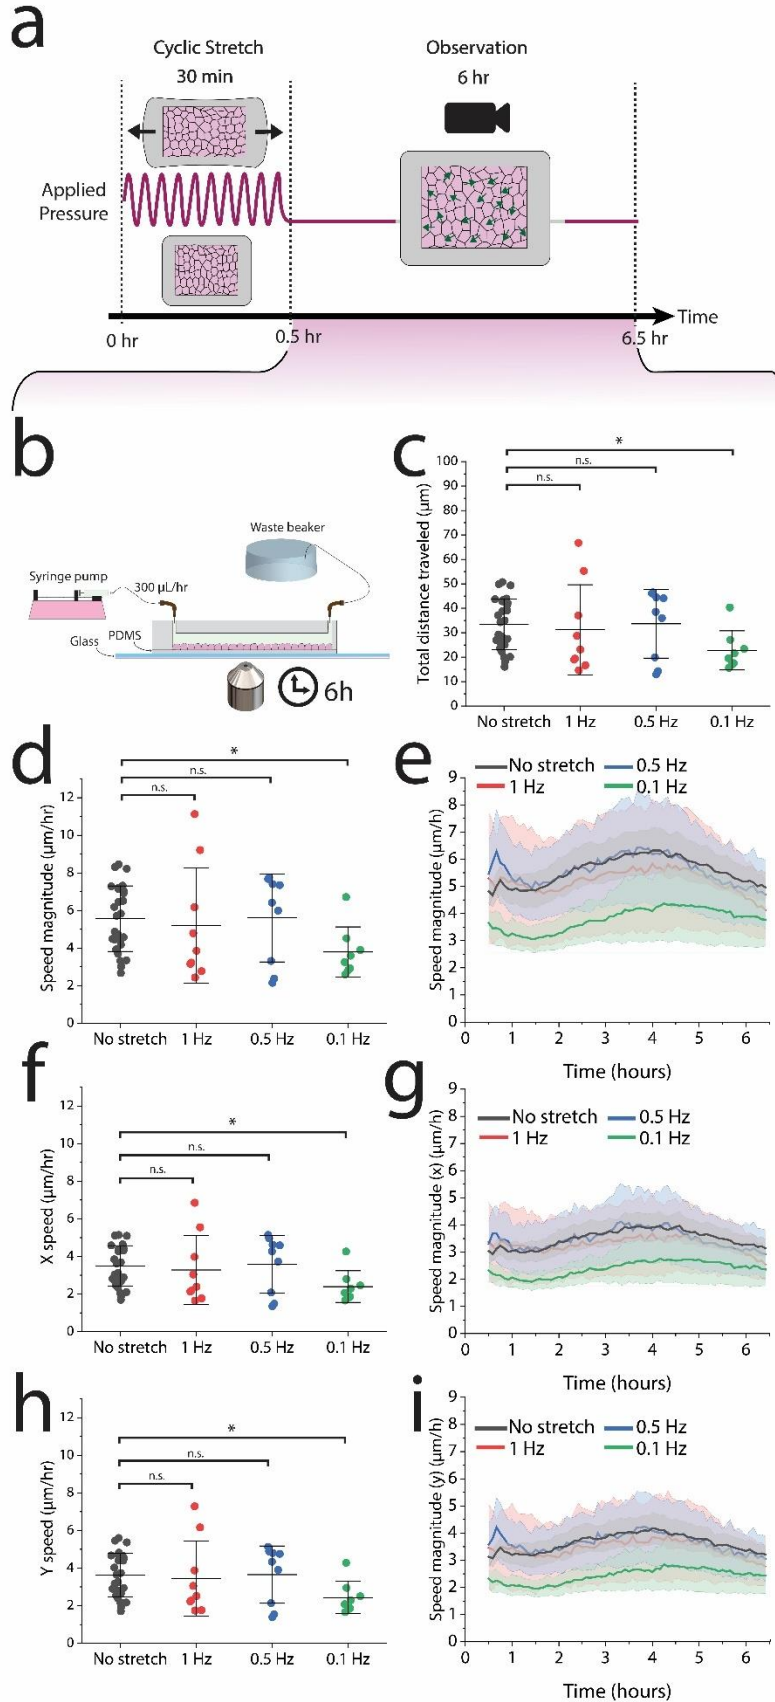 a
Cyclic Stretch
30 min
Observation
6 hr
Applied
Pressure
Time
0 hr
0.5 hr
6.5 hr
b
Waste beaker
Syringe pump
300 µL/hr
Glass
PDMS
6h
c
*
n.s.
n.s.
Total distance traveled (µm)
100
90
80
70
60
50
40
30
20
10
0
No stretch 1 Hz 0.5 Hz 0.1 Hz
d
*
n.s.
n.s.
Speed magnitude (µm/hr)
12
10
8
6
4
2
0
No stretch 1 Hz 0.5 Hz 0.1 Hz
e
No stretch 0.5 Hz
1 Hz 0.1 Hz
Speed magnitude (µm/h)
9
8
7
6
5
4
3
2
1
0
0 1 2 3 4 5 6
Time (hours)
f
*
n.s.
n.s.
X speed (µm/hr)
12
10
8
6
4
2
0
No stretch 1 Hz 0.5 Hz 0.1 Hz
g
No stretch 0.5 Hz
1 Hz 0.1 Hz
Speed magnitude (x) (µm/h)
9
8
7
6
5
4
3
2
1
0
0 1 2 3 4 5 6
Time (hours)
h
*
n.s.
n.s.
Y speed (µm/hr)
12
10
8
6
4
2
0
No stretch 1 Hz 0.5 Hz 0.1 Hz
i
No stretch 0.5 Hz
1 Hz 0.1 Hz
Speed magnitude (y) (µm/h)
9
8
7
6
5
4
3
2
1
0
0 1 2 3 4 5 6
Time (hours)